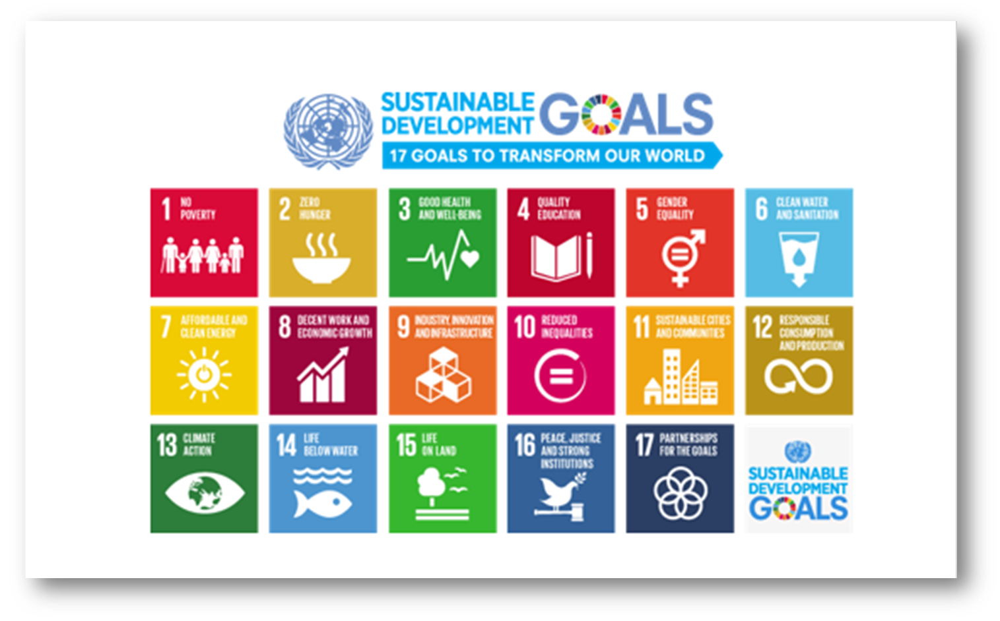 SUSTAINABLE
DEVELOPMENT
GOALS
17 GOALS TO TRANSFORM OUR WORLD
1 NO
POVERTY
2 ZERO
HUNGER
3 GOOD HEALTH
AND WELL-BEING
4 QUALITY
EDUCATION
5 GENDER
EQUALITY
6 CLEAN WATER
AND SANITATION
7 AFFORDABLE AND
CLEAN ENERGY
8 DECENT WORK AND
ECONOMIC GROWTH
9 INDUSTRY, INNOVATION
AND INFRASTRUCTURE
10 REDUCED
INEQUALITIES
11 SUSTAINABLE CITIES
AND COMMUNITIES
12 RESPONSIBLE
CONSUMPTION
AND PRODUCTION
13 CLIMATE
ACTION
14 LIFE
BELOW WATER
15 LIFE
ON LAND
16 PEACE, JUSTICE
AND STRONG
INSTITUTIONS
17 PARTNERSHIPS
FOR THE GOALS
SUSTAINABLE
DEVELOPMENT
GOALS